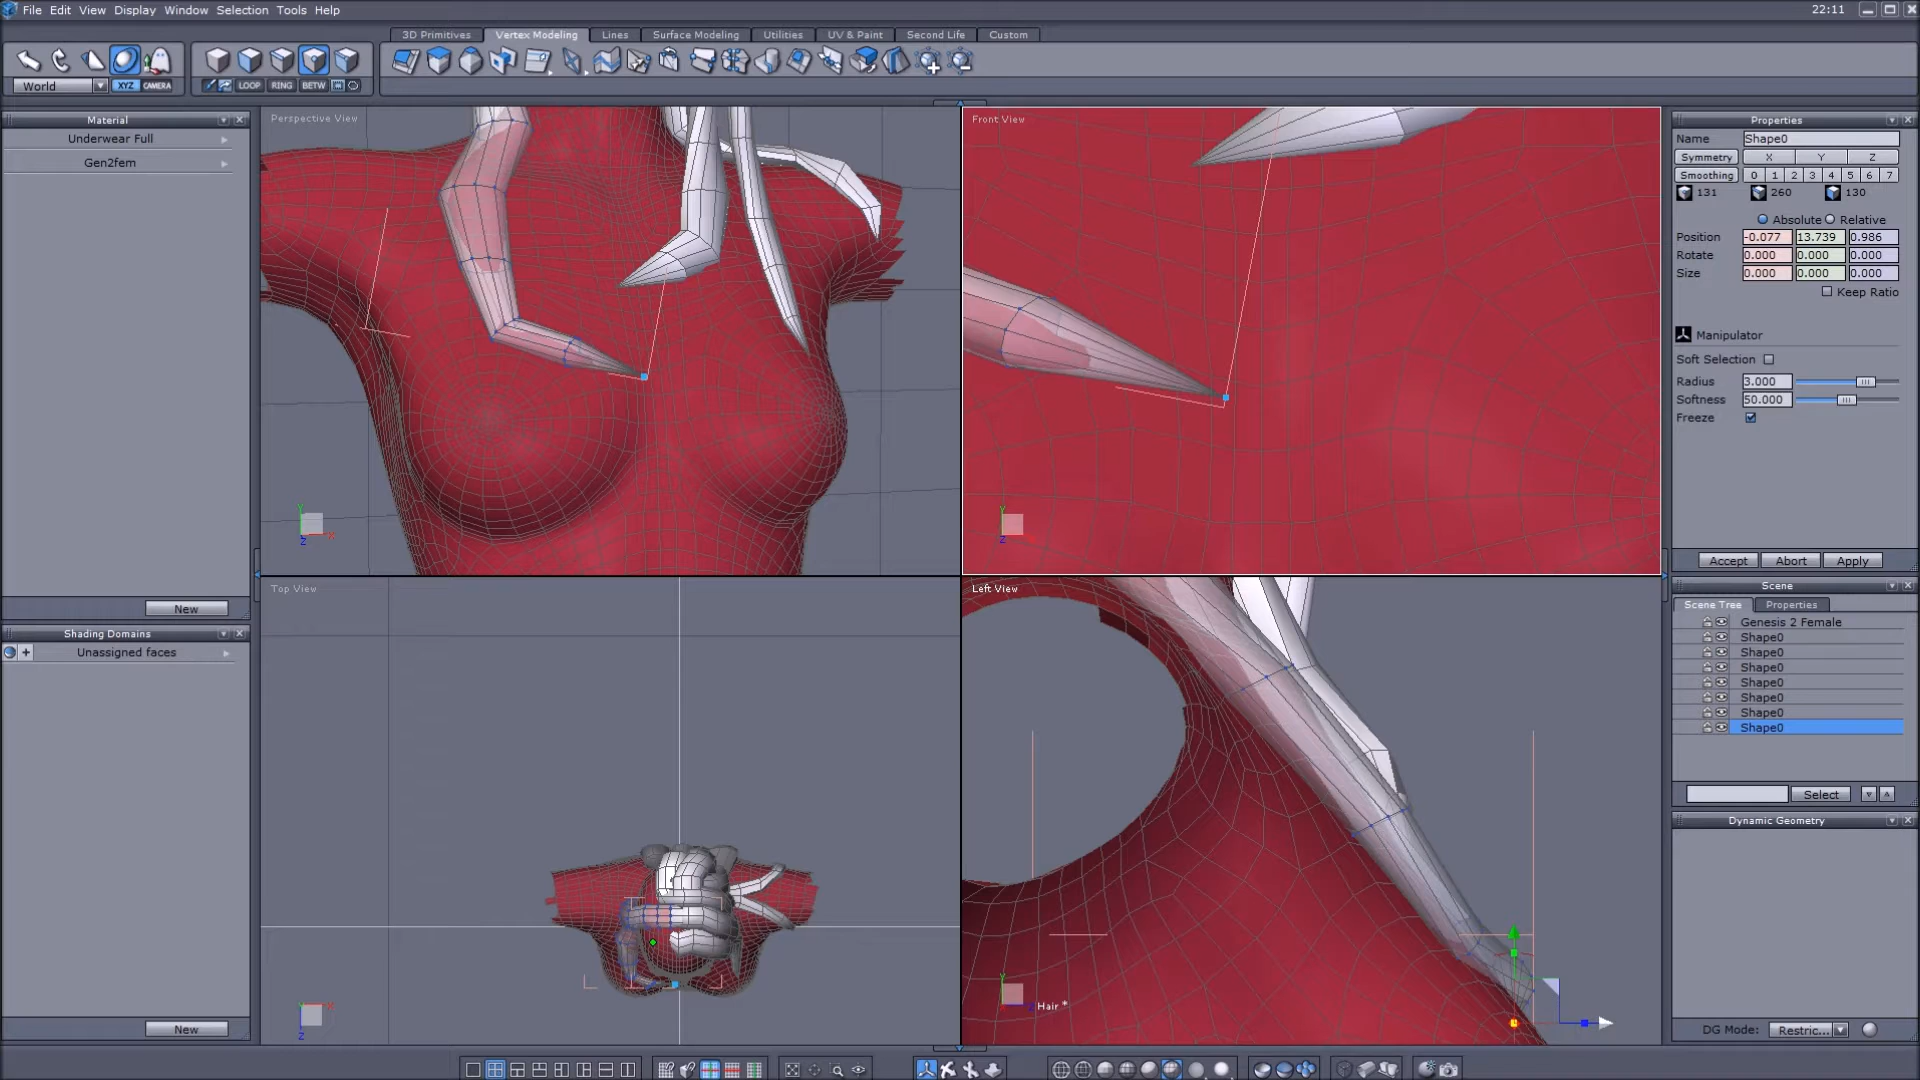 File Edit View Display Window Selection Tools Help
22:11
3D Primitives Vertex Modeling Lines Surface Modeling Utilities UV & Paint Second Life Custom
World XYZ CAMERA LOOP RING BETW
Material
Underwear Full
Gen2fem
New
Shading Domains
Unassigned faces
New
Perspective View
Front View
Top View
Left View
Hair *
Properties
Name Shape0
Symmetry X Y Z
Smoothing 0 1 2 3 4 5 6 7
131 260 130
Absolute Relative
Position -0.077 13.739 0.986
Rotate 0.000 0.000 0.000
Size 0.000 0.000 0.000
Keep Ratio
Manipulator
Soft Selection
Radius 3.000
Softness 50.000
Freeze
Accept Abort Apply
Scene
Scene Tree Properties
Genesis 2 Female
Shape0
Shape0
Shape0
Shape0
Shape0
Shape0
Shape0
Select
Dynamic Geometry
DG Mode: Restric...